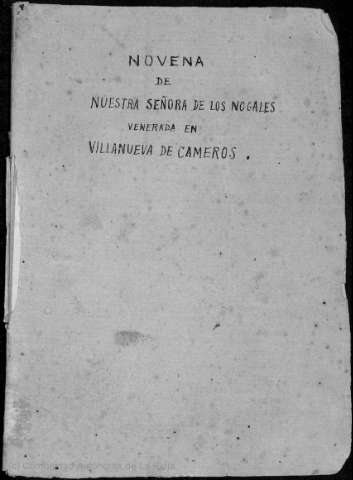 NOVENA
DE
NUESTRA SEÑORA DE LOS NOGALES
VENERADA EN
VILLANUEVA DE CAMEROS.